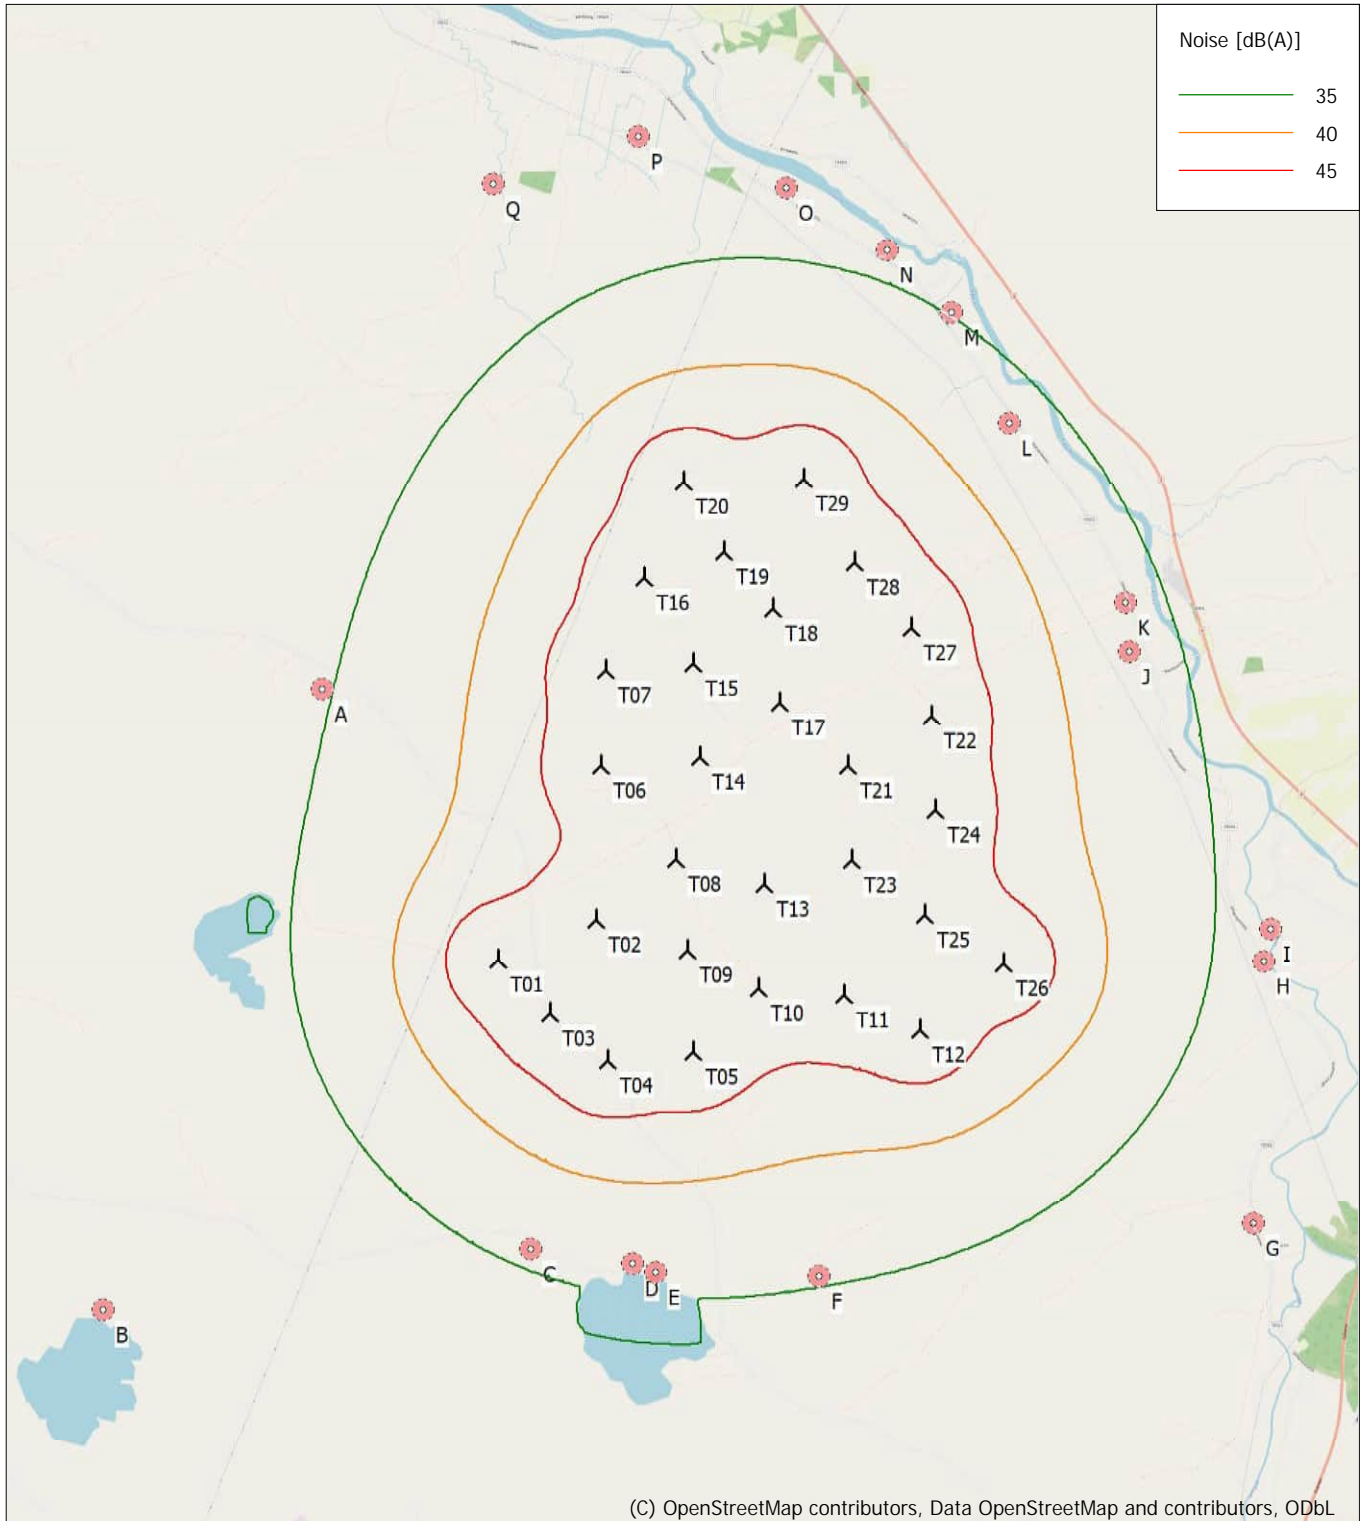 Noise [dB(A)]
35
40
45
P
Q
O
N
M
L
T20
T29
T19
T28
T16
T18
K
T27
J
T15
T07
A
T17
T22
T14
T06
T21
T24
T08
T23
T13
T02
T25
I
T09
H
T01
T26
T10
T11
T03
T12
T05
T04
G
C
D
E
F
B
(C) OpenStreetMap contributors, Data OpenStreetMap and contributors, ODbL